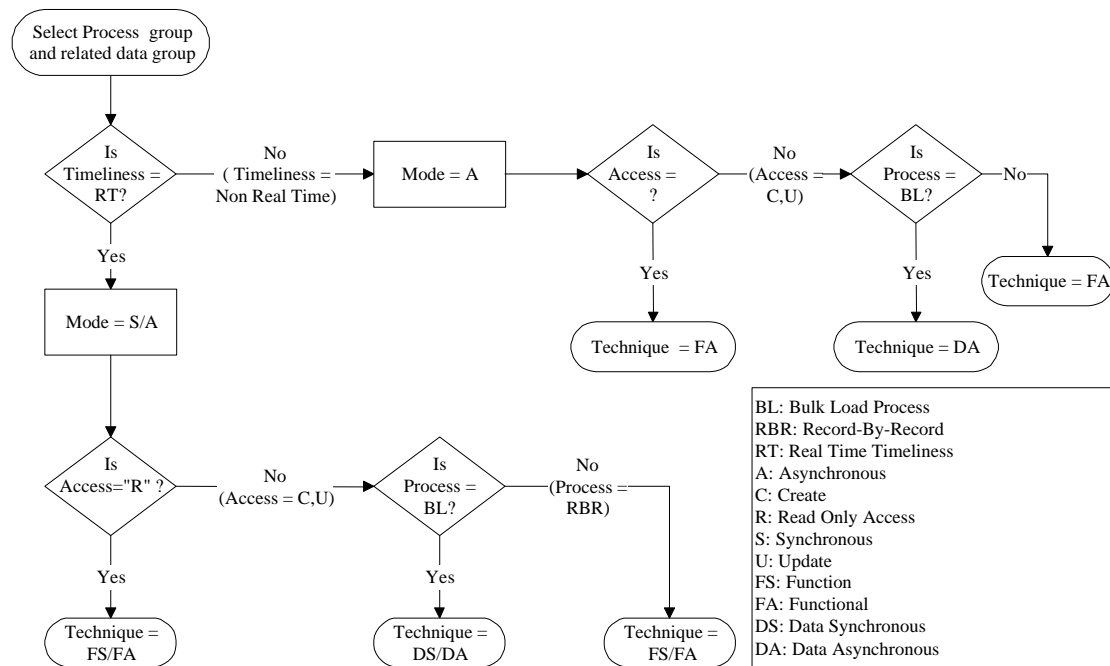 Select Process group
and related data group
Is
Timeliness =
RT?
No
( Timeliness =
Non Real Time)
Mode = A
Is
Access =
?
No
(Access =
C,U)
Is
Process =
BL?
No
Yes
Yes
Yes
Technique = FA
Mode = S/A
Technique = FA
Technique = DA
Is
Access="R" ?
No
(Access = C,U)
Is
Process =
BL?
No
(Process =
RBR)
Yes
Yes
Technique =
FS/FA
Technique =
DS/DA
Technique =
FS/FA
BL: Bulk Load Process
RBR: Record-By-Record
RT: Real Time Timeliness
A: Asynchronous
C: Create
R: Read Only Access
S: Synchronous
U: Update
FS: Function
FA: Functional
DS: Data Synchronous
DA: Data Asynchronous